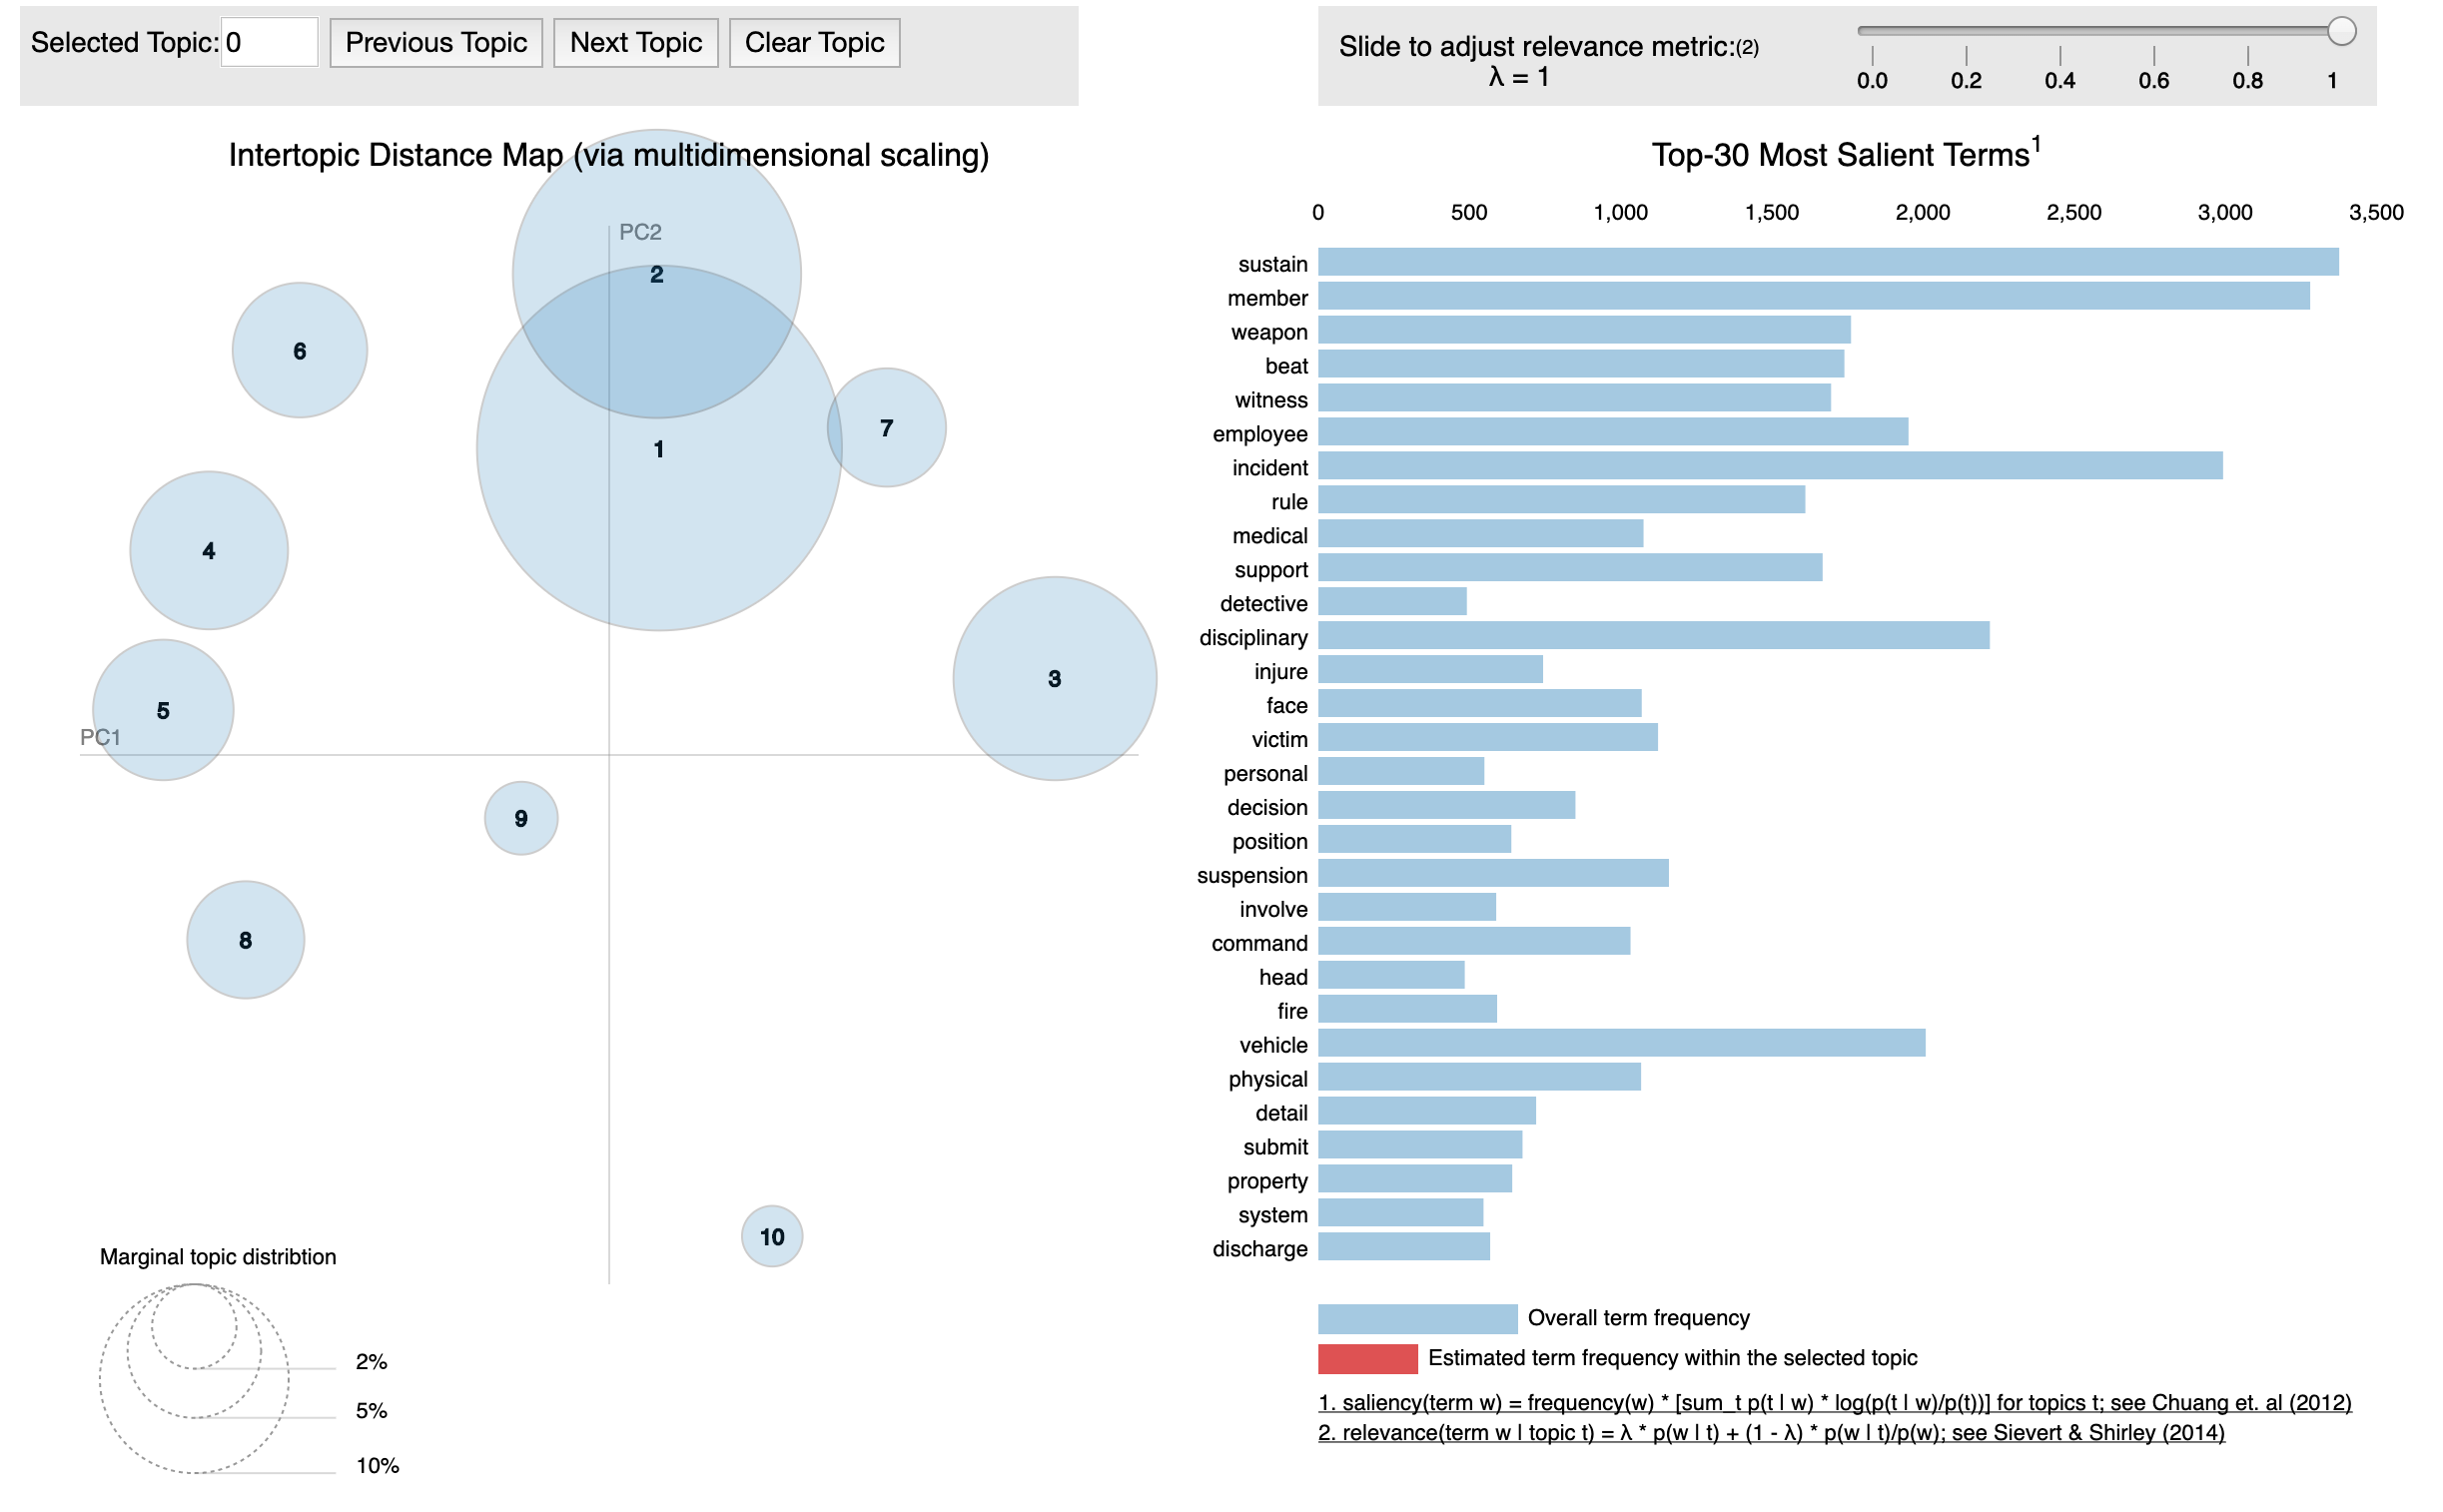 Selected Topic: 0 Previous Topic Next Topic Clear Topic
Slide to adjust relevance metric:(2)
λ = 1
0.0 0.2 0.4 0.6 0.8 1
Intertopic Distance Map (via multidimensional scaling)
PC2
2
6
7
1
4
3
5
PC1
9
8
10
Marginal topic distribtion
2%
5%
10%
Top-30 Most Salient Terms1
0 500 1,000 1,500 2,000 2,500 3,000 3,500
sustain
member
weapon
beat
witness
employee
incident
rule
medical
support
detective
disciplinary
injure
face
victim
personal
decision
position
suspension
involve
command
head
fire
vehicle
physical
detail
submit
property
system
discharge
Overall term frequency
Estimated term frequency within the selected topic
1. saliency(term w) = frequency(w) * [sum_t p(t | w) * log(p(t | w)/p(t))] for topics t; see Chuang et. al (2012)
2. relevance(term w | topic t) = λ * p(w | t) + (1 - λ) * p(w | t)/p(w); see Sievert & Shirley (2014)